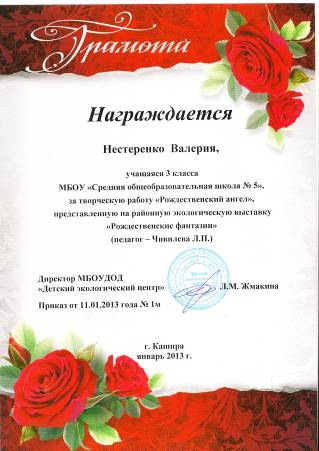 Грамота
Награждается
Нестеренко Валерия,
учащаяся 3 класса
МБОУ «Средняя общеобразовательная школа № 5»,
за творческую работу «Рождественский ангел»,
представленную на районную экологическую выставку
«Рождественские фантазии»
(педагог – Чивилева Л.П.)
Директор МБОУДОД
«Детский экологический центр» Л.М. Жмакина
Приказ от 11.01.2013 года № 1м
г. Кашира
январь 2013 г.